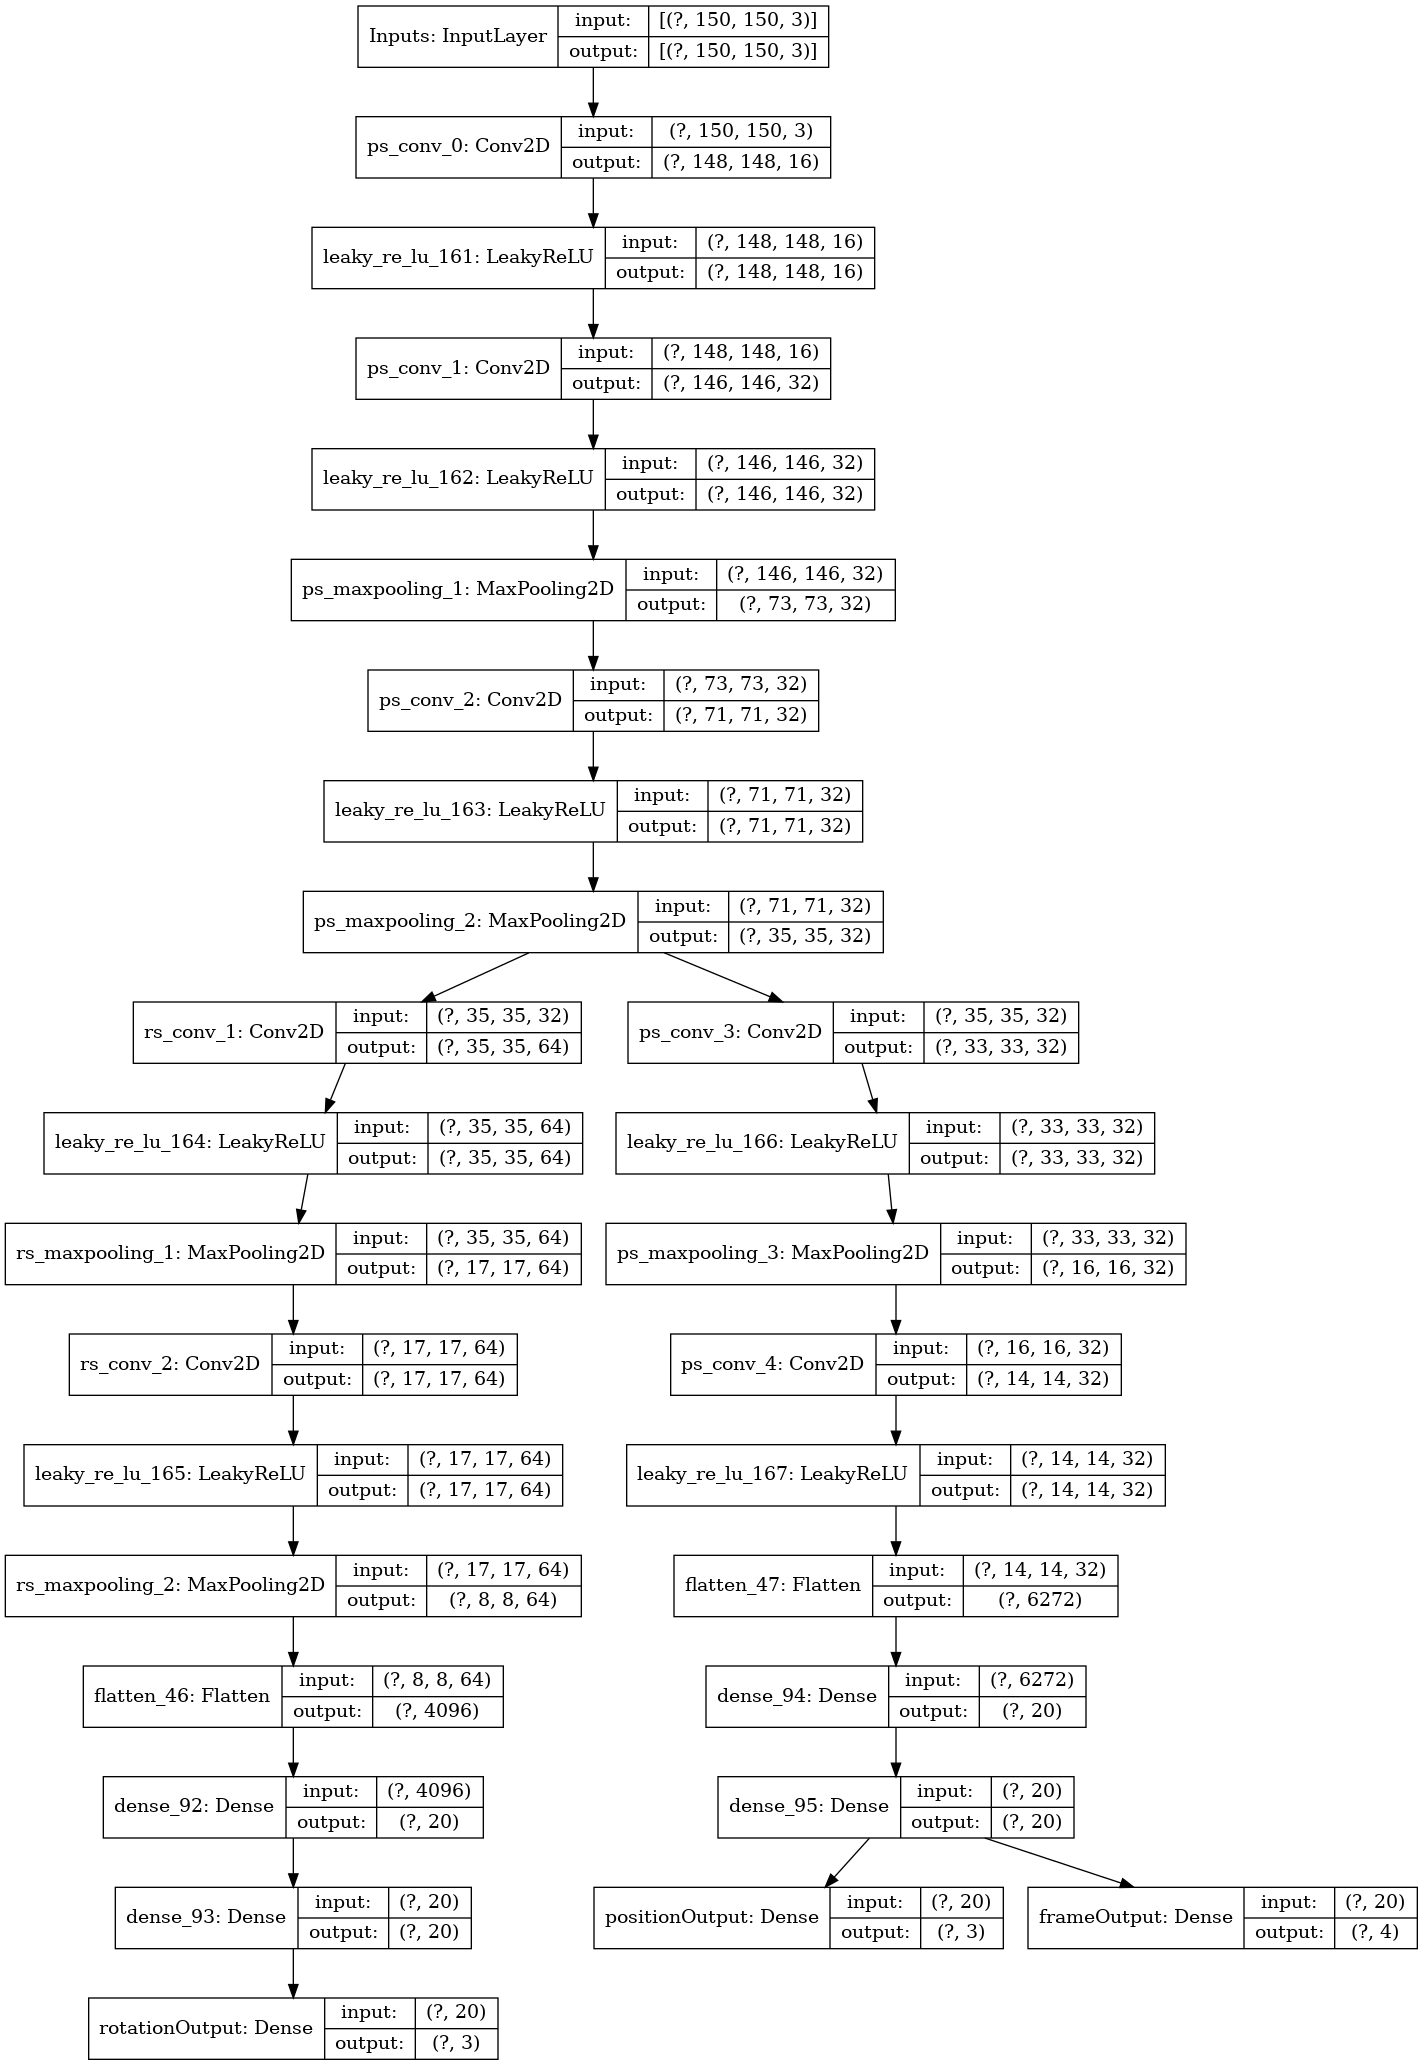 Inputs: InputLayer
input: [(?, 150, 150, 3)]
output: [(?, 150, 150, 3)]
ps_conv_0: Conv2D
input: (?, 150, 150, 3)
output: (?, 148, 148, 16)
leaky_re_lu_161: LeakyReLU
input: (?, 148, 148, 16)
output: (?, 148, 148, 16)
ps_conv_1: Conv2D
input: (?, 148, 148, 16)
output: (?, 146, 146, 32)
leaky_re_lu_162: LeakyReLU
input: (?, 146, 146, 32)
output: (?, 146, 146, 32)
ps_maxpooling_1: MaxPooling2D
input: (?, 146, 146, 32)
output: (?, 73, 73, 32)
ps_conv_2: Conv2D
input: (?, 73, 73, 32)
output: (?, 71, 71, 32)
leaky_re_lu_163: LeakyReLU
input: (?, 71, 71, 32)
output: (?, 71, 71, 32)
ps_maxpooling_2: MaxPooling2D
input: (?, 71, 71, 32)
output: (?, 35, 35, 32)
rs_conv_1: Conv2D
input: (?, 35, 35, 32)
output: (?, 35, 35, 64)
ps_conv_3: Conv2D
input: (?, 35, 35, 32)
output: (?, 33, 33, 32)
leaky_re_lu_164: LeakyReLU
input: (?, 35, 35, 64)
output: (?, 35, 35, 64)
leaky_re_lu_166: LeakyReLU
input: (?, 33, 33, 32)
output: (?, 33, 33, 32)
rs_maxpooling_1: MaxPooling2D
input: (?, 35, 35, 64)
output: (?, 17, 17, 64)
ps_maxpooling_3: MaxPooling2D
input: (?, 33, 33, 32)
output: (?, 16, 16, 32)
rs_conv_2: Conv2D
input: (?, 17, 17, 64)
output: (?, 17, 17, 64)
ps_conv_4: Conv2D
input: (?, 16, 16, 32)
output: (?, 14, 14, 32)
leaky_re_lu_165: LeakyReLU
input: (?, 17, 17, 64)
output: (?, 17, 17, 64)
leaky_re_lu_167: LeakyReLU
input: (?, 14, 14, 32)
output: (?, 14, 14, 32)
rs_maxpooling_2: MaxPooling2D
input: (?, 17, 17, 64)
output: (?, 8, 8, 64)
flatten_47: Flatten
input: (?, 14, 14, 32)
output: (?, 6272)
flatten_46: Flatten
input: (?, 8, 8, 64)
output: (?, 4096)
dense_94: Dense
input: (?, 6272)
output: (?, 20)
dense_92: Dense
input: (?, 4096)
output: (?, 20)
dense_95: Dense
input: (?, 20)
output: (?, 20)
dense_93: Dense
input: (?, 20)
output: (?, 20)
positionOutput: Dense
input: (?, 20)
output: (?, 3)
frameOutput: Dense
input: (?, 20)
output: (?, 4)
rotationOutput: Dense
input: (?, 20)
output: (?, 3)